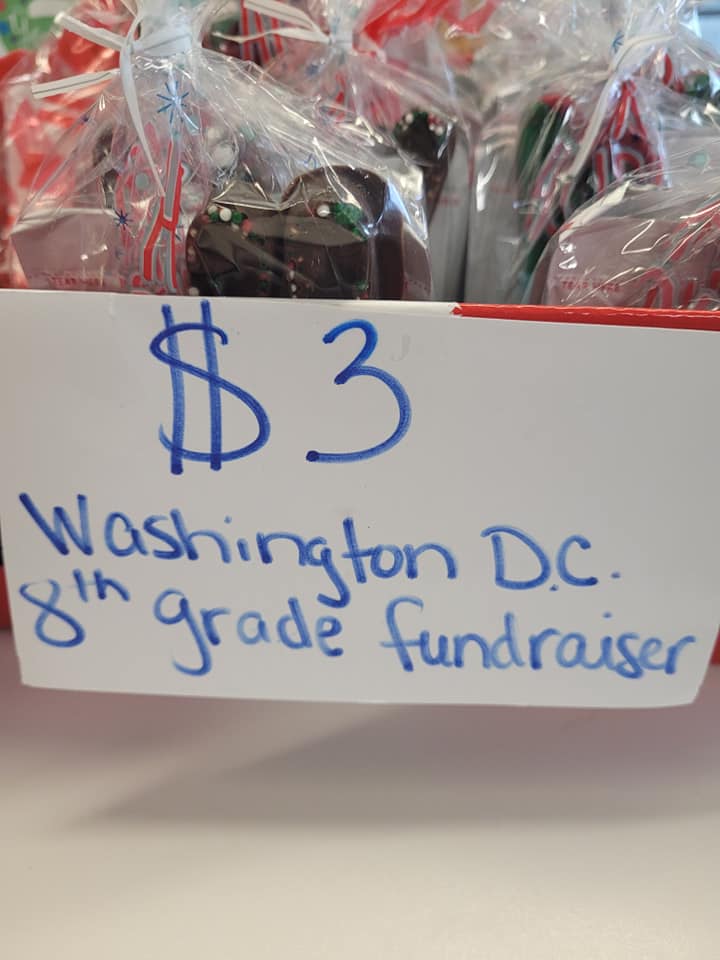 $3
Washington D.C.
8th grade fundraiser